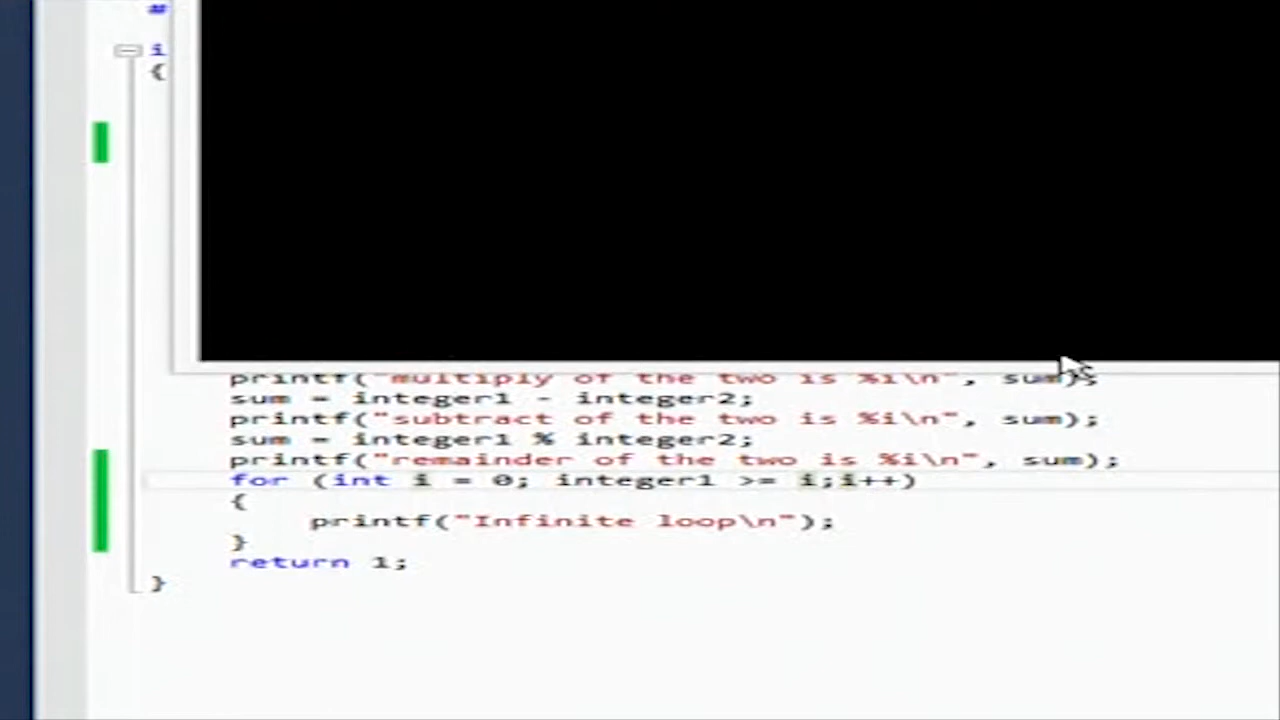 #
i
{
printf("multiply of the two is %i\n", sum);
sum = integer1 - integer2;
printf("subtract of the two is %i\n", sum);
sum = integer1 % integer2;
printf("remainder of the two is %i\n", sum);
for (int i = 0; integer1 >= i;i++)
{
printf("Infinite loop\n");
}
return 1;
}